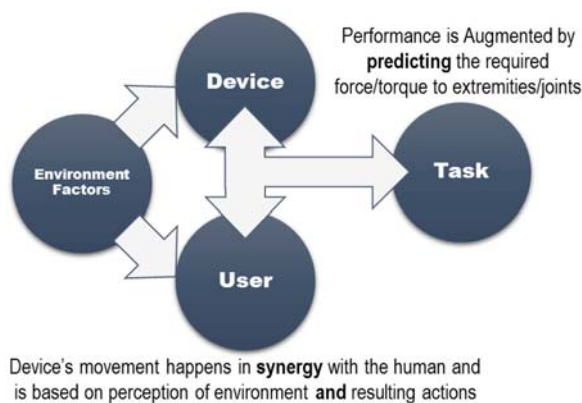 Performance is Augmented by
predicting the required
force/torque to extremities/joints
Device
Environment
Factors
Task
User
Device's movement happens in synergy with the human and
is based on perception of environment and resulting actions